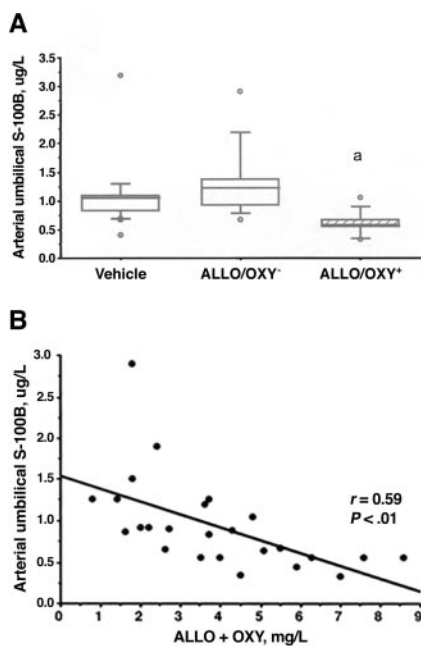 A
Arterial umbilical S-100B, ug/L
3.5
3.0
2.5
2.0
1.5
1.0
0.5
0.0
a
Vehicle ALLO/OXY⁻ ALLO/OXY⁺
B
Arterial umbilical S-100B, ug/L
3.0
2.5
2.0
1.5
1.0
0.5
0.0
r = 0.59
P < .01
0 1 2 3 4 5 6 7 8 9
ALLO + OXY, mg/L